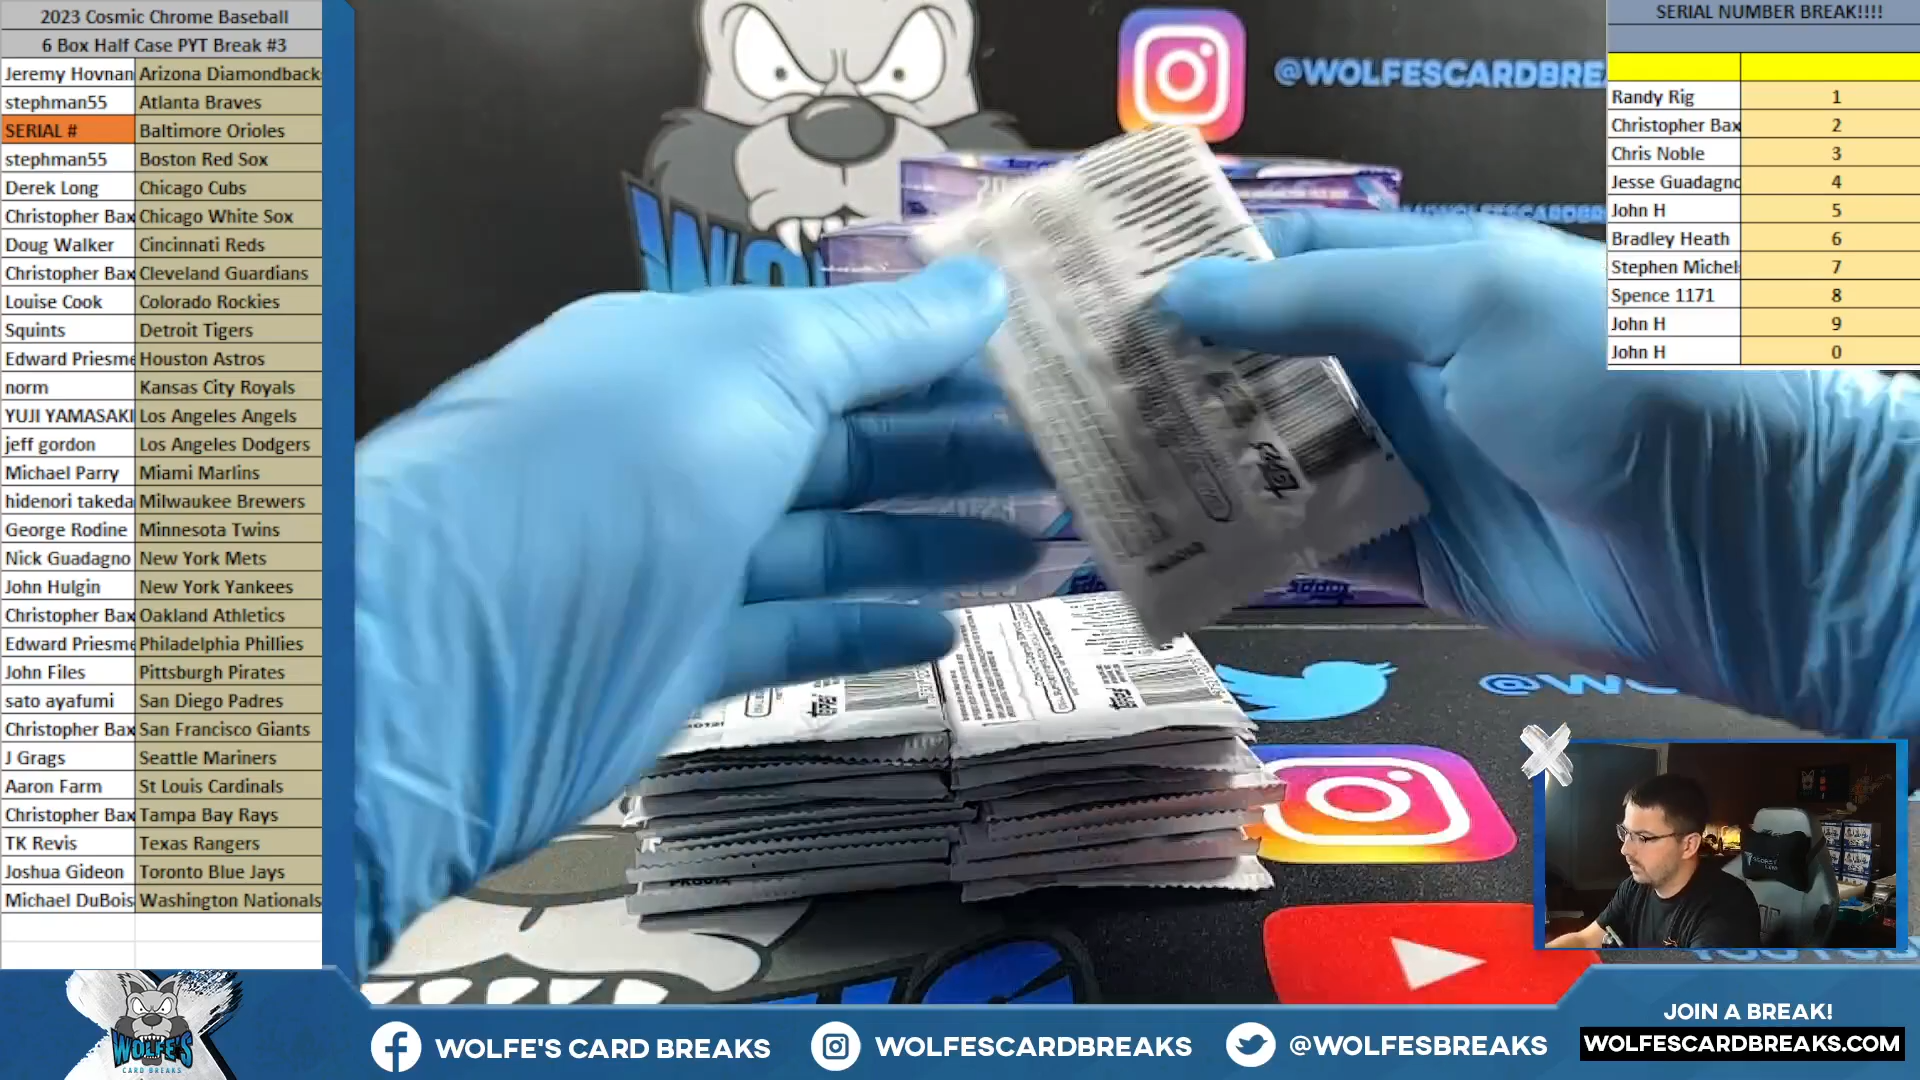 2023 Cosmic Chrome Baseball
6 Box Half Case PYT Break #3
Jeremy Hovnan Arizona Diamondback
stephman55 Atlanta Braves
SERIAL # Baltimore Orioles
stephman55 Boston Red Sox
Derek Long Chicago Cubs
Christopher Bax Chicago White Sox
Doug Walker Cincinnati Reds
Christopher Bax Cleveland Guardians
Louise Cook Colorado Rockies
Squints Detroit Tigers
Edward Priesme Houston Astros
norm Kansas City Royals
YUJI YAMASAKI Los Angeles Angels
jeff gordon Los Angeles Dodgers
Michael Parry Miami Marlins
hidenori takeda Milwaukee Brewers
George Rodine Minnesota Twins
Nick Guadagno New York Mets
John Hulgin New York Yankees
Christopher Bax Oakland Athletics
Edward Priesme Philadelphia Phillies
John Files Pittsburgh Pirates
sato ayafumi San Diego Padres
Christopher Bax San Francisco Giants
J Grags Seattle Mariners
Aaron Farm St Louis Cardinals
Christopher Bax Tampa Bay Rays
TK Revis Texas Rangers
Joshua Gideon Toronto Blue Jays
Michael DuBois Washington Nationals
@WOLFESCARDBREA
SERIAL NUMBER BREAK!!!!
Randy Rig 1
Christopher Bax 2
Chris Noble 3
Jesse Guadagno 4
John H 5
Bradley Heath 6
Stephen Michel 7
Spence 1171 8
John H 9
John H 0
WOLFE'S
CARD BREAKS
WOLFE'S CARD BREAKS
WOLFESCARDBREAKS
@WOLFESBREAKS
JOIN A BREAK!
WOLFESCARDBREAKS.COM